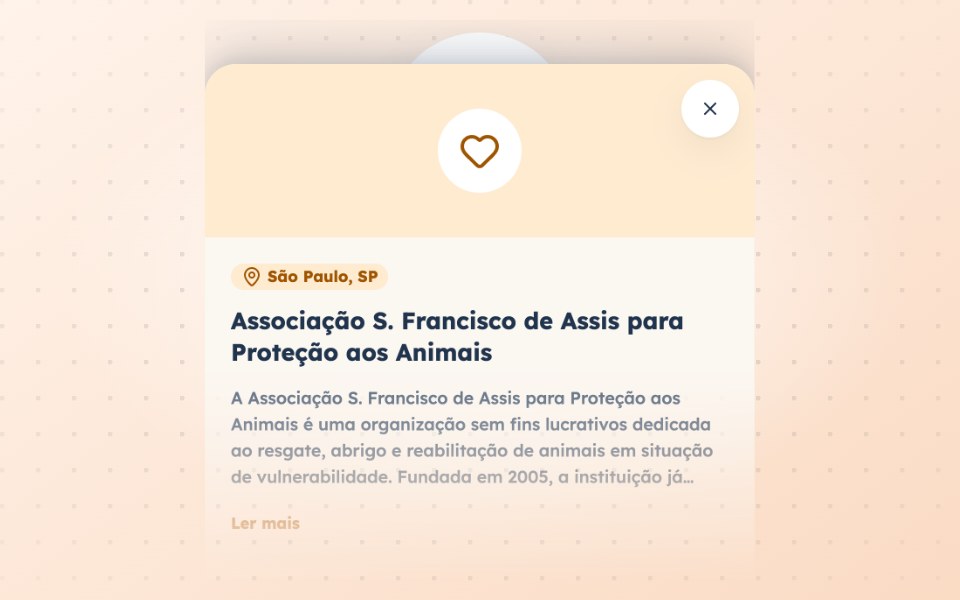 São Paulo, SP
Associação S. Francisco de Assis para
Proteção aos Animais
A Associação S. Francisco de Assis para Proteção aos
Animais é uma organização sem fins lucrativos dedicada
ao resgate, abrigo e reabilitação de animais em situação
de vulnerabilidade. Fundada em 2005, a instituição já...
Ler mais